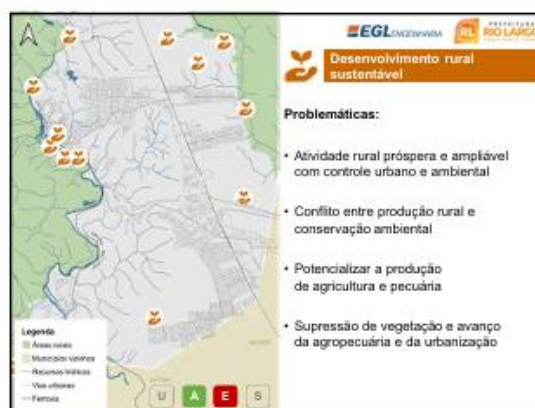 EGL ENGENHARIA
PREFEITURA
RL RIO LARGO
Desenvolvimento rural
sustentável
Problemáticas:
• Atividade rural próspera e ampliável
com controle urbano e ambiental
• Conflito entre produção rural e
conservação ambiental
• Potencializar a produção
de agricultura e pecuária
• Supressão de vegetação e avanço
da agropecuária e da urbanização
Legenda
Áreas rurais
Municípios vizinhos
Recursos hídricos
Vias urbanas
Ferrovia
U A E S